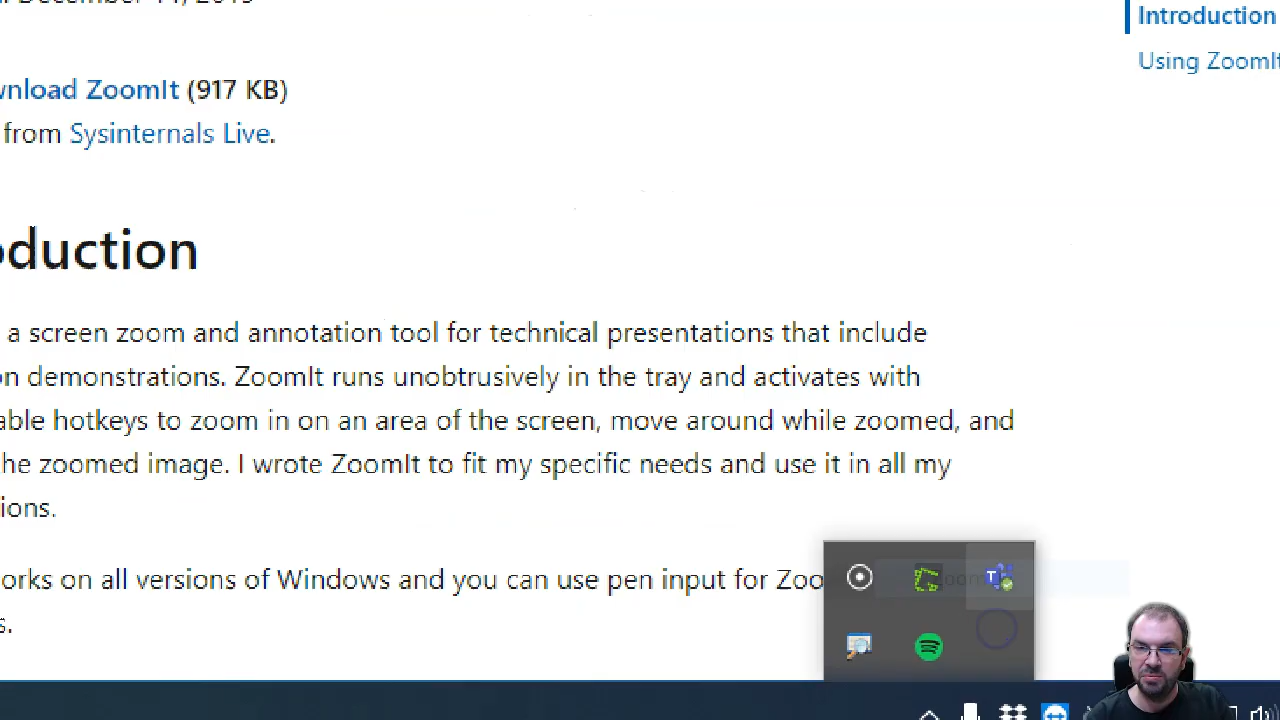 wnload ZoomIt (917 KB)
from Sysinternals Live.
Introduction
Using ZoomIt
oduction
a screen zoom and annotation tool for technical presentations that include
on demonstrations. ZoomIt runs unobtrusively in the tray and activates with
able hotkeys to zoom in on an area of the screen, move around while zoomed, and
he zoomed image. I wrote ZoomIt to fit my specific needs and use it in all my
ions.
orks on all versions of Windows and you can use pen input for Zoo
s.